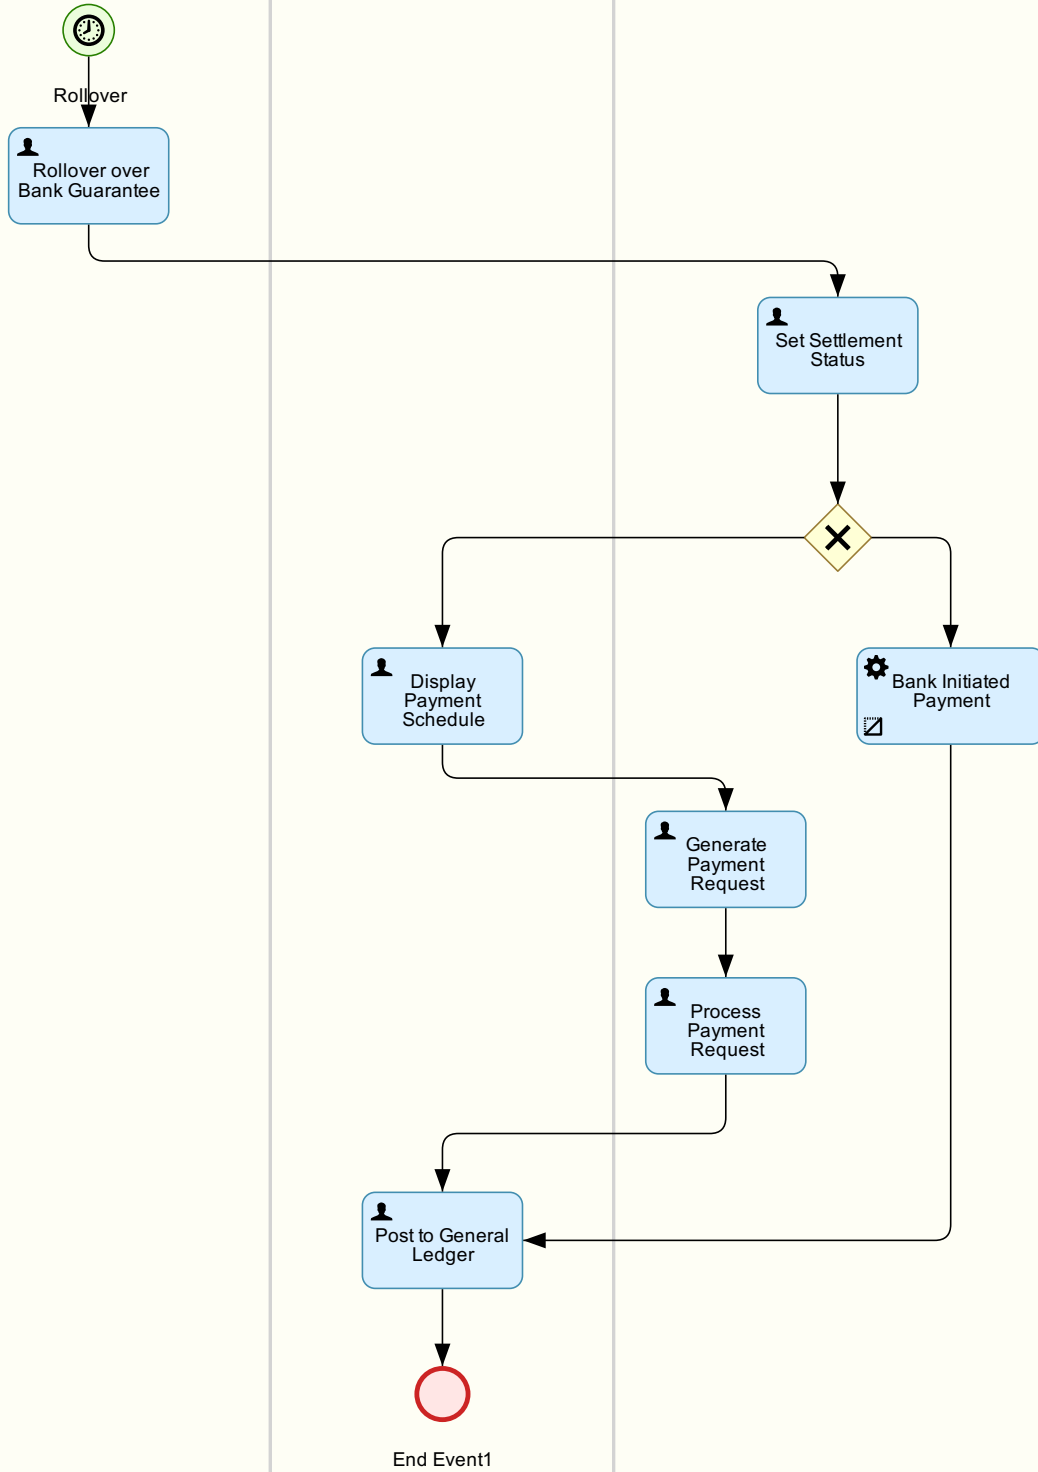 Rollover
Rollover over
Bank Guarantee
Set Settlement
Status
Display
Payment
Schedule
Bank Initiated
Payment
Generate
Payment
Request
Process
Payment
Request
Post to General
Ledger
End Event1